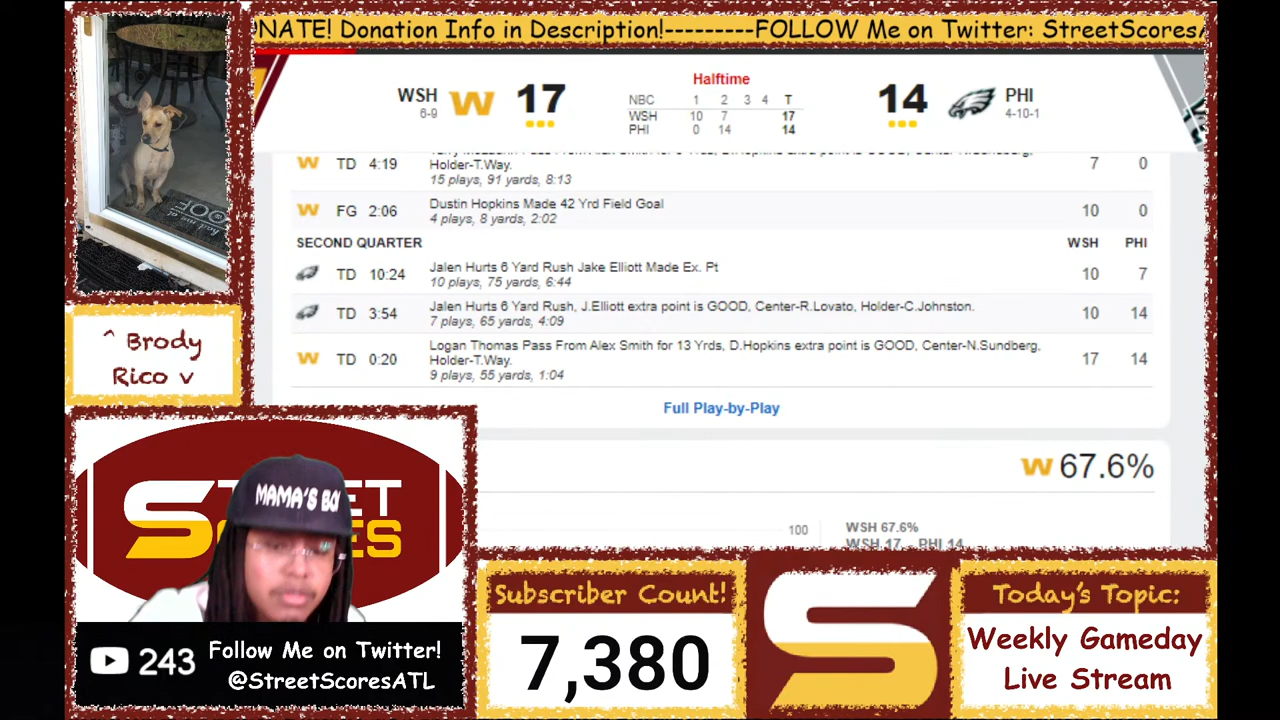 NATE! Donation Info in Description!---------FOLLOW Me on Twitter: StreetScores
WSH
6-9
W
17
Halftime
NBC 1 2 3 4 T
WSH 10 7 17
PHI 0 14 14
14
PHI
4-10-1
W TD 4:19
Holder-T.Way.
15 plays, 91 yards, 8:13
7 0
W FG 2:06
Dustin Hopkins Made 42 Yrd Field Goal
4 plays, 8 yards, 2:02
10 0
SECOND QUARTER WSH PHI
TD 10:24
Jalen Hurts 6 Yard Rush Jake Elliott Made Ex. Pt
10 plays, 75 yards, 6:44
10 7
TD 3:54
Jalen Hurts 6 Yard Rush, J.Elliott extra point is GOOD, Center-R.Lovato, Holder-C.Johnston.
7 plays, 65 yards, 4:09
10 14
W TD 0:20
Logan Thomas Pass From Alex Smith for 13 Yrds, D.Hopkins extra point is GOOD, Center-N.Sundberg,
Holder-T.Way.
9 plays, 55 yards, 1:04
17 14
Full Play-by-Play
W 67.6%
100
WSH 67.6%
WSH 17 PHI 14
^ Brody
Rico v
MAMA'S BOY
243
Follow Me on Twitter!
@StreetScoresATL
Subscriber Count!
7,380
S
Today's Topic:
Weekly Gameday
Live Stream